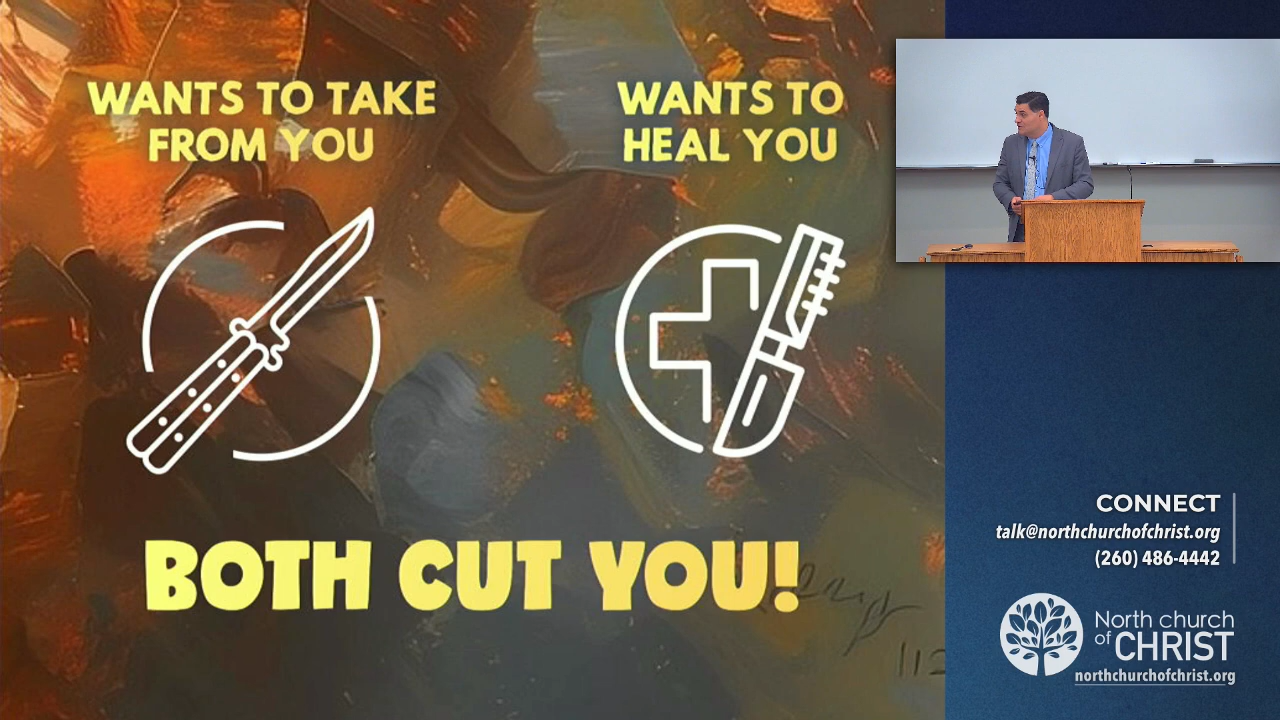 WANTS TO TAKE
FROM YOU
WANTS TO
HEAL YOU
BOTH CUT YOU!
CONNECT
talk@northchurchofchrist.org
(260) 486-4442
North church
of CHRIST
northchurchofchrist.org